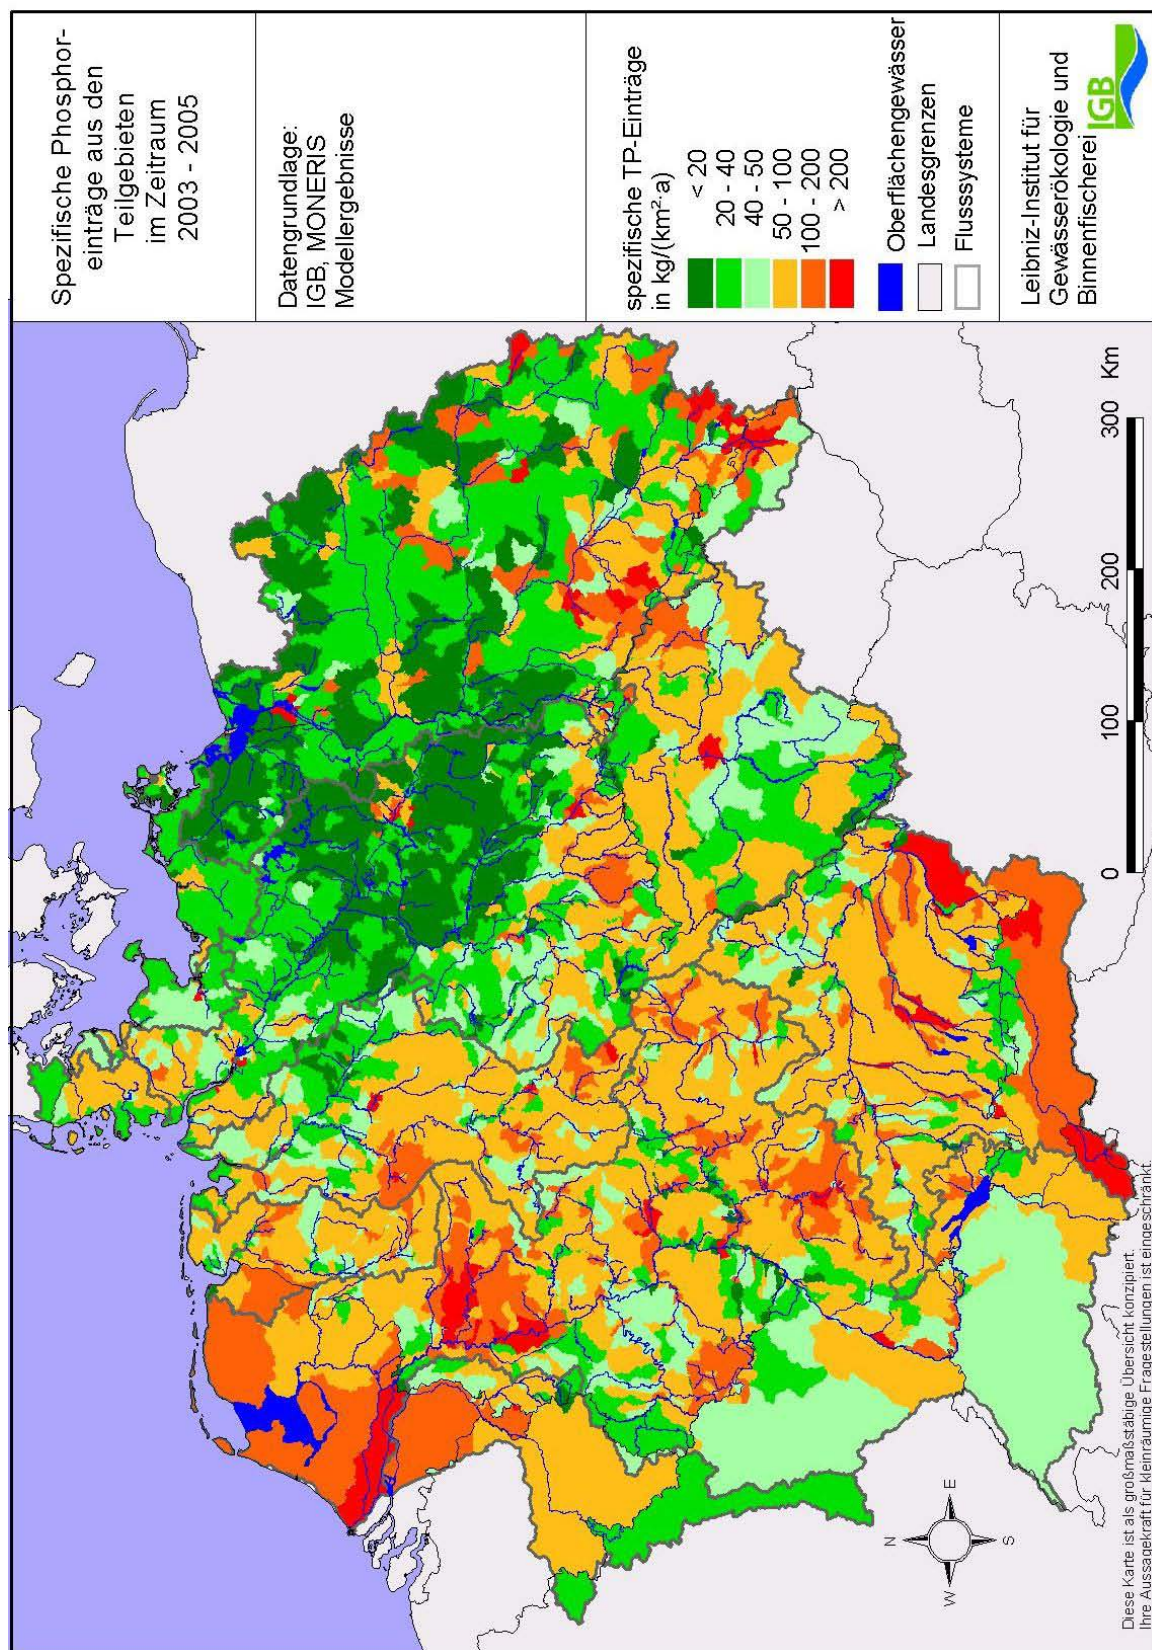 Spezifische Phosphor-
einträge aus den
Teilgebieten
im Zeitraum
2003 - 2005
Datengrundlage:
IGB, MONERIS
Modellergebnisse
spezifische TP-Einträge
in kg/(km²·a)
< 20
20 - 40
40 - 50
50 - 100
100 - 200
> 200
Oberflächengewässer
Landesgrenzen
Flusssysteme
Leibniz-Institut für
Gewässerökologie und
Binnenfischerei
IGB
0 100 200 300 Km
N
W E
S
Diese Karte ist als großmaßstäbige Übersicht konzipiert.
Ihre Aussagekraft für kleinräumige Fragestellungen ist eingeschränkt.